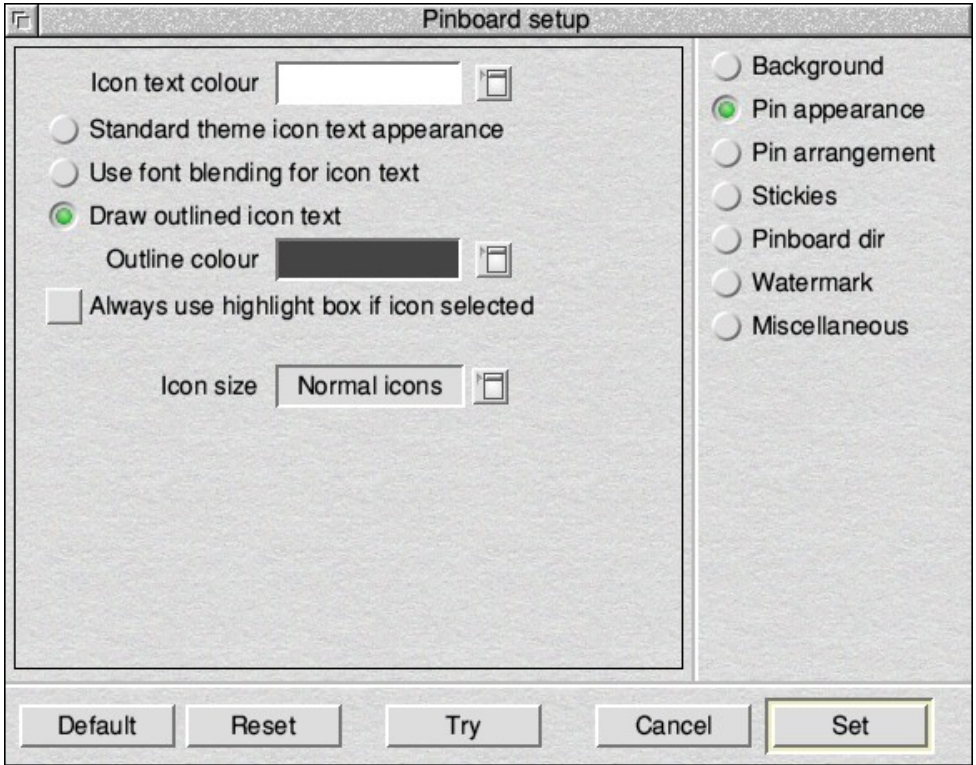 Pinboard setup
Icon text colour
Standard theme icon text appearance
Use font blending for icon text
Draw outlined icon text
Outline colour
Always use highlight box if icon selected
Icon size Normal icons
Background
Pin appearance
Pin arrangement
Stickies
Pinboard dir
Watermark
Miscellaneous
Default Reset Try Cancel Set